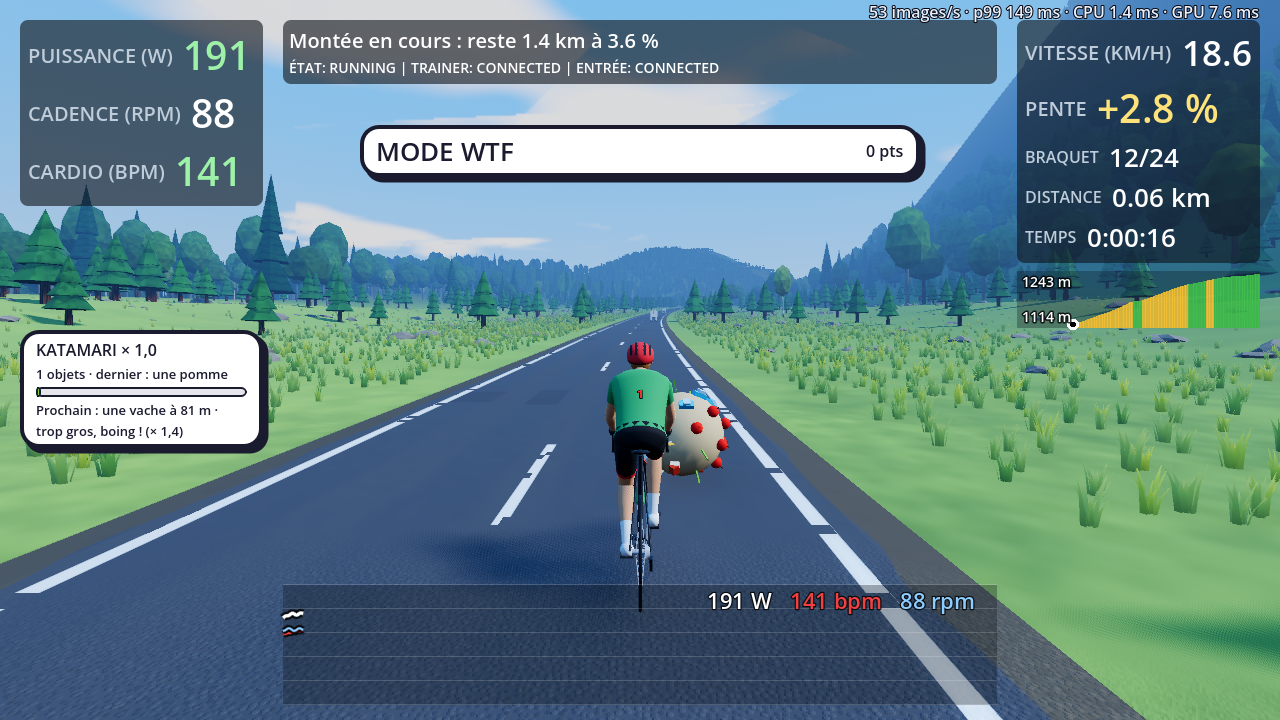 53 images/s · p99 149 ms · CPU 1.4 ms · GPU 7.6 ms
PUISSANCE (W) 191
CADENCE (RPM) 88
CARDIO (BPM) 141
Montée en cours : reste 1.4 km à 3.6 %
ÉTAT: RUNNING | TRAINER: CONNECTED | ENTRÉE: CONNECTED
MODE WTF 0 pts
VITESSE (KM/H) 18.6
PENTE +2.8 %
BRAQUET 12/24
DISTANCE 0.06 km
TEMPS 0:00:16
1243 m
1114 m
KATAMARI × 1,0
1 objets · dernier : une pomme
Prochain : une vache à 81 m ·
trop gros, boing ! (× 1,4)
1
191 W 141 bpm 88 rpm